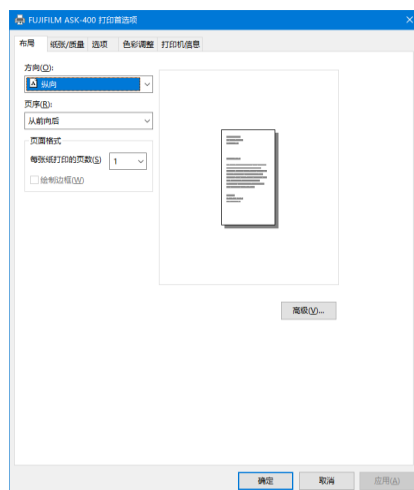 FUJIFILM ASK-400 打印首选项
布局 纸张/质量 选项 色彩调整 打印机信息
方向(O):
纵向
页序(R):
从前向后
页面格式
每张纸打印的页数(S) 1
绘制边框(W)
高级(V)...
确定 取消 应用(A)